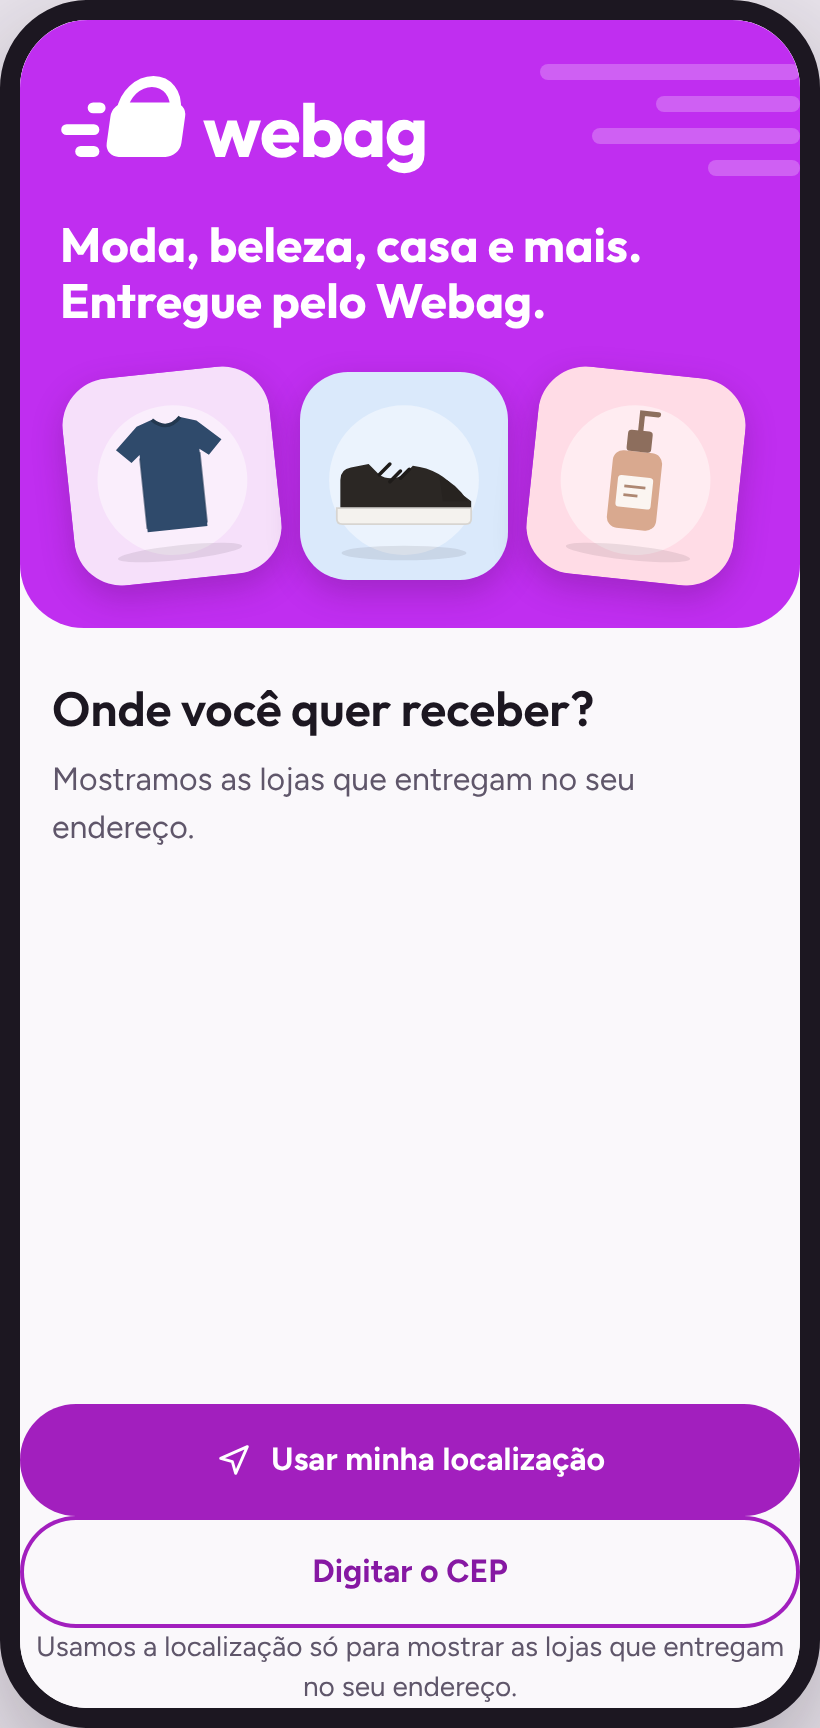 webag
Moda, beleza, casa e mais.
Entregue pelo Webag.
Onde você quer receber?
Mostramos as lojas que entregam no seu
endereço.
Usar minha localização
Digitar o CEP
Usamos a localização só para mostrar as lojas que entregam
no seu endereço.